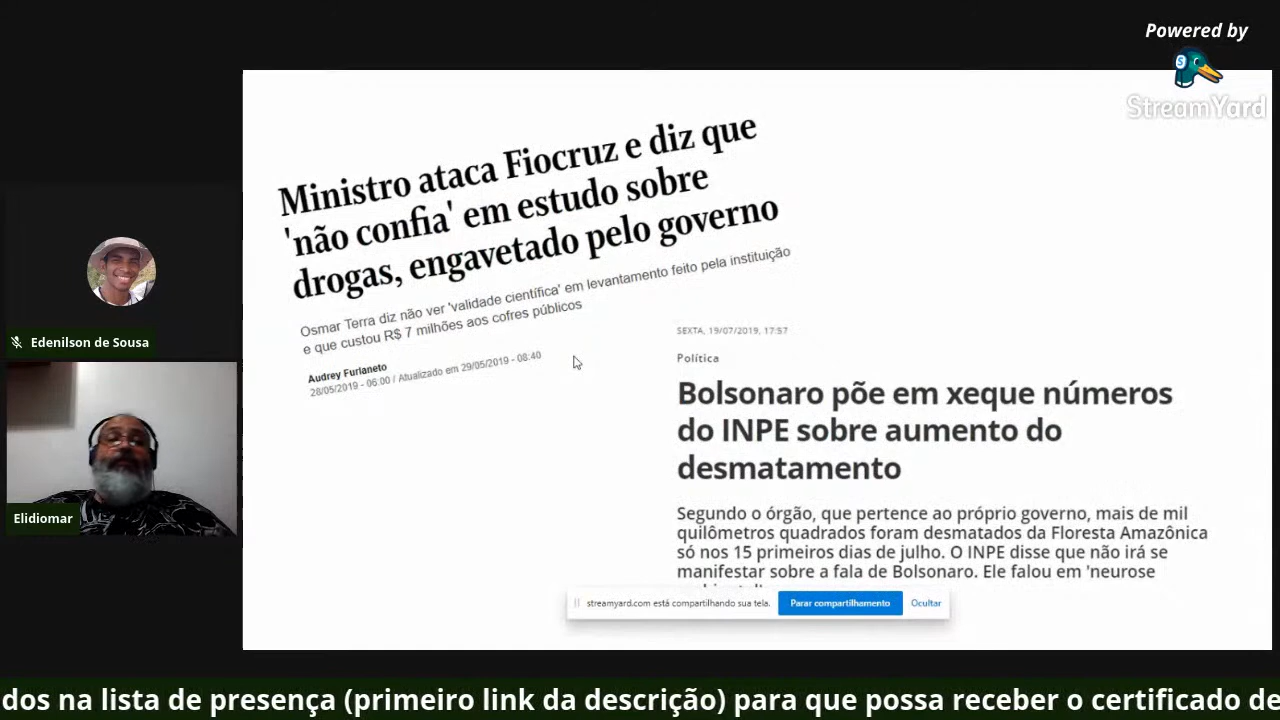 Powered by
StreamYard
Ministro ataca Fiocruz e diz que
'não confia' em estudo sobre
drogas, engavetado pelo governo
Osmar Terra diz não ver 'validade científica' em levantamento feito pela instituição
e que custou R$ 7 milhões aos cofres públicos
Audrey Furlaneto
28/05/2019 - 06:00 / Atualizado em 29/05/2019 - 08:40
SEXTA, 19/07/2019, 17:57
Política
Bolsonaro põe em xeque números
do INPE sobre aumento do
desmatamento
Segundo o órgão, que pertence ao próprio governo, mais de mil
quilômetros quadrados foram desmatados da Floresta Amazônica
só nos 15 primeiros dias de julho. O INPE disse que não irá se
manifestar sobre a fala de Bolsonaro. Ele falou em 'neurose
streamyard.com está compartilhando sua tela.
Parar compartilhamento
Ocultar
Edenilson de Sousa
Elidiomar
dos na lista de presença (primeiro link da descrição) para que possa receber o certificado de